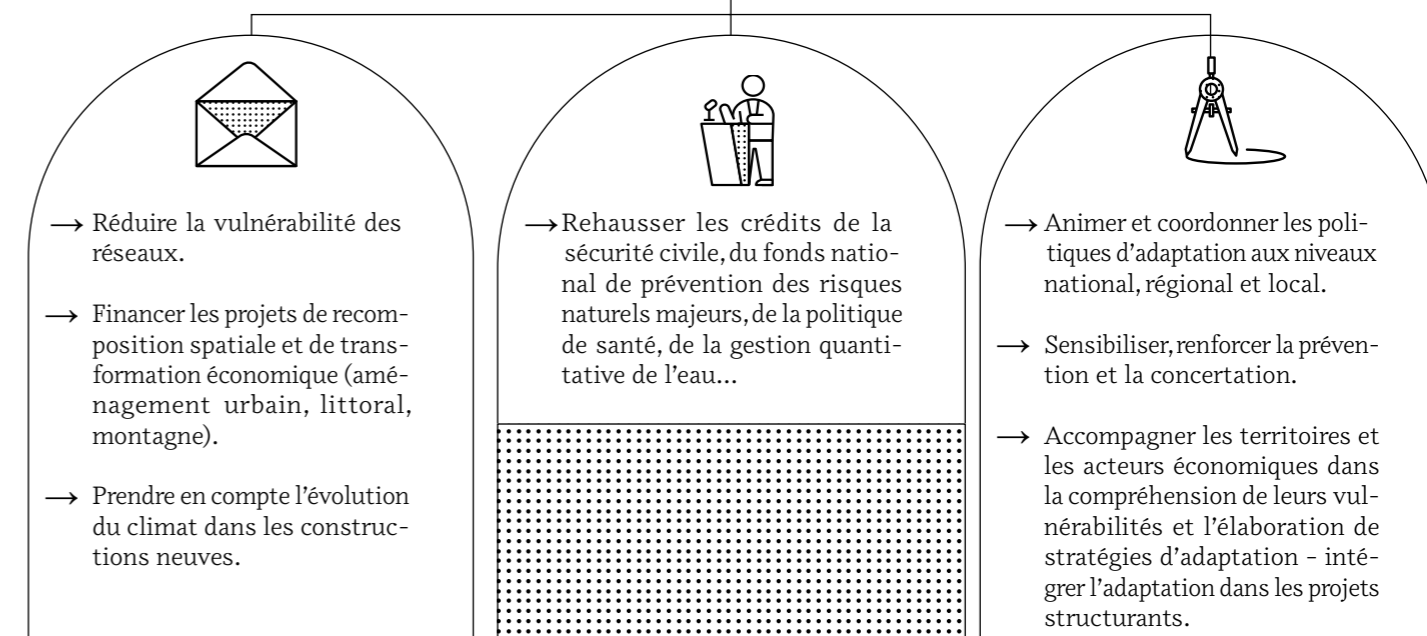 → Réduire la vulnérabilité des
réseaux.
→ Financer les projets de recom-
position spatiale et de trans-
formation économique (amé-
nagement urbain, littoral,
montagne).
→ Prendre en compte l'évolution
du climat dans les construc-
tions neuves.
→ Rehausser les crédits de la
sécurité civile, du fonds natio-
nal de prévention des risques
naturels majeurs, de la politique
de santé, de la gestion quanti-
tative de l'eau...
→ Animer et coordonner les poli-
tiques d'adaptation aux niveaux
national, régional et local.
→ Sensibiliser, renforcer la préven-
tion et la concertation.
→ Accompagner les territoires et
les acteurs économiques dans
la compréhension de leurs vul-
nérabilités et l'élaboration de
stratégies d'adaptation - inté-
grer l'adaptation dans les projets
structurants.